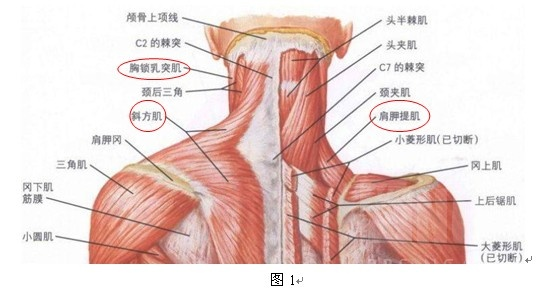 颅骨上项线
C2 的棘突
胸锁乳突肌
颈后三角
斜方肌
肩胛冈
三角肌
冈下肌
筋膜
小圆肌
头半棘肌
头夹肌
C7 的棘突
颈夹肌
肩胛提肌
小菱形肌(已切断)
冈上肌
上后锯肌
大菱形肌
(已切断)
图 1